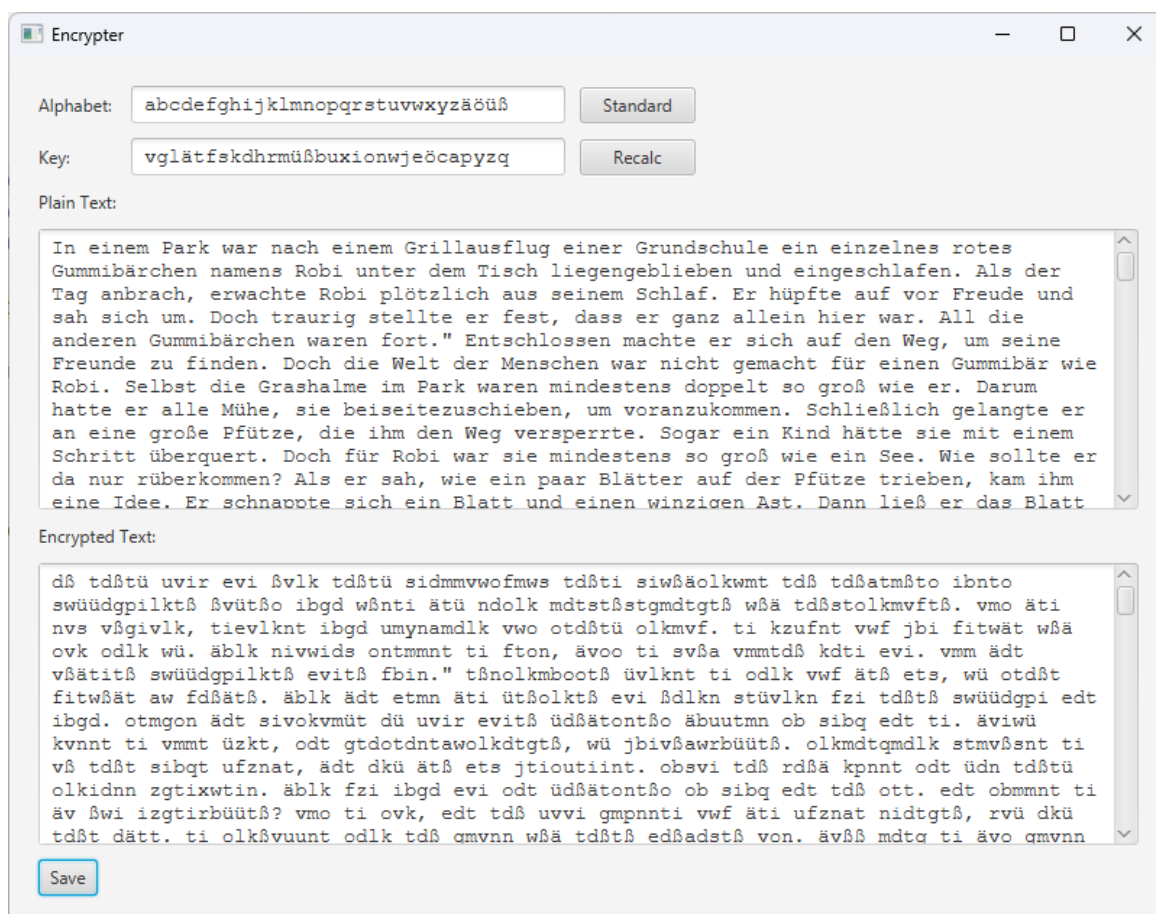 Encrypter
Alphabet: abcdefghijklmnopqrstuvwxyzäöüß Standard
Key: vglätfskdhrmüßbuxionwjeöcapyzq Recalc
Plain Text:
In einem Park war nach einem Grillausflug einer Grundschule ein einzelnes rotes
Gummibärchen namens Robi unter dem Tisch liegengeblieben und eingeschlafen. Als der
Tag anbrach, erwachte Robi plötzlich aus seinem Schlaf. Er hüpfte auf vor Freude und
sah sich um. Doch traurig stellte er fest, dass er ganz allein hier war. All die
anderen Gummibärchen waren fort." Entschlossen machte er sich auf den Weg, um seine
Freunde zu finden. Doch die Welt der Menschen war nicht gemacht für einen Gummibär wie
Robi. Selbst die Grashalme im Park waren mindestens doppelt so groß wie er. Darum
hatte er alle Mühe, sie beiseitezuschieben, um voranzukommen. Schließlich gelangte er
an eine große Pfütze, die ihm den Weg versperrte. Sogar ein Kind hätte sie mit einem
Schritt überquert. Doch für Robi war sie mindestens so groß wie ein See. Wie sollte er
da nur rüberkommen? Als er sah, wie ein paar Blätter auf der Pfütze trieben, kam ihm
eine Idee. Er schnappte sich ein Blatt und einen winzigen Ast. Dann ließ er das Blatt
Encrypted Text:
dß tdßtü uvir evi ßvlk tdßtü sidmmvwofmws tdßti siwßäolkwmt tdß tdßatmßto ibnto
swüüdgpilktß ßvütßo ibgd wßnti ätü ndolk mdtstßstgmdtgtß wßä tdßstolkmvftß. vmo äti
nvs vßgivlk, tievlknt ibgd umynamdlk vwo otdßtü olkmvf. ti kzufnt vwf jbi fitwät wßä
ovk odlk wü. äblk nivwids ontmmnt ti fton, ävoo ti svßa vmmtdß kdti evi. vmm ädt
vßätitß swüüdgpilktß evitß fbin." tßnolkmbootß üvlknt ti odlk vwf ätß ets, wü otdßt
fitwßät aw fdßätß. äblk ädt etmn äti ütßolktß evi ßdlkn stüvlkn fzi tdßtß swüüdgpi edt
ibgd. otmgon ädt sivokvmüt dü uvir evitß üdßätontßo äbuutmn ob sibq edt ti. äviwü
kvnnt ti vmmt üzkt, odt gtdotdntawolkdtgtß, wü jbivßawrbüütß. olkmdtqmdlk stmvßsnt ti
vß tdßt sibqt ufznat, ädt dkü ätß ets jtioutiint. obsvi tdß rdßä kpnnt odt üdn tdßtü
olkidnn zgtixwtin. äblk fzi ibgd evi odt üdßätontßo ob sibq edt tdß ott. edt obmmnt ti
äv ßwi izgtirbüütß? vmo ti ovk, edt tdß uvvi gmpnnti vwf äti ufznat nidtgtß, rvü dkü
tdßt dätt. ti olkßvuunt odlk tdß gmvnn wßä tdßtß edßadstß von. ävßß mdtq ti ävo gmvnn
Save